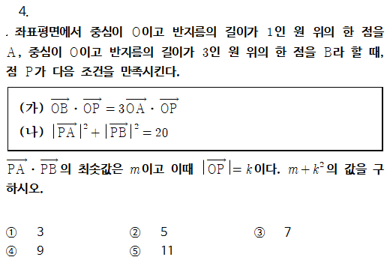 4.
. 좌표평면에서 중심이 O이고 반지름의 길이가 1인 원 위의 한 점을
A, 중심이 O이고 반지름의 길이가 3인 원 위의 한 점을 B라 할 때,
점 P가 다음 조건을 만족시킨다.
(가) $\overrightarrow{OB} \cdot \overrightarrow{OP} = 3\overrightarrow{OA} \cdot \overrightarrow{OP}$
(나) $|\overrightarrow{PA}|^2 + |\overrightarrow{PB}|^2 = 20$
$\overrightarrow{PA} \cdot \overrightarrow{PB}$의 최솟값은 $m$이고 이때 $|\overrightarrow{OP}| = k$이다. $m + k^2$의 값을 구
하시오.
① 3 ② 5 ③ 7
④ 9 ⑤ 11